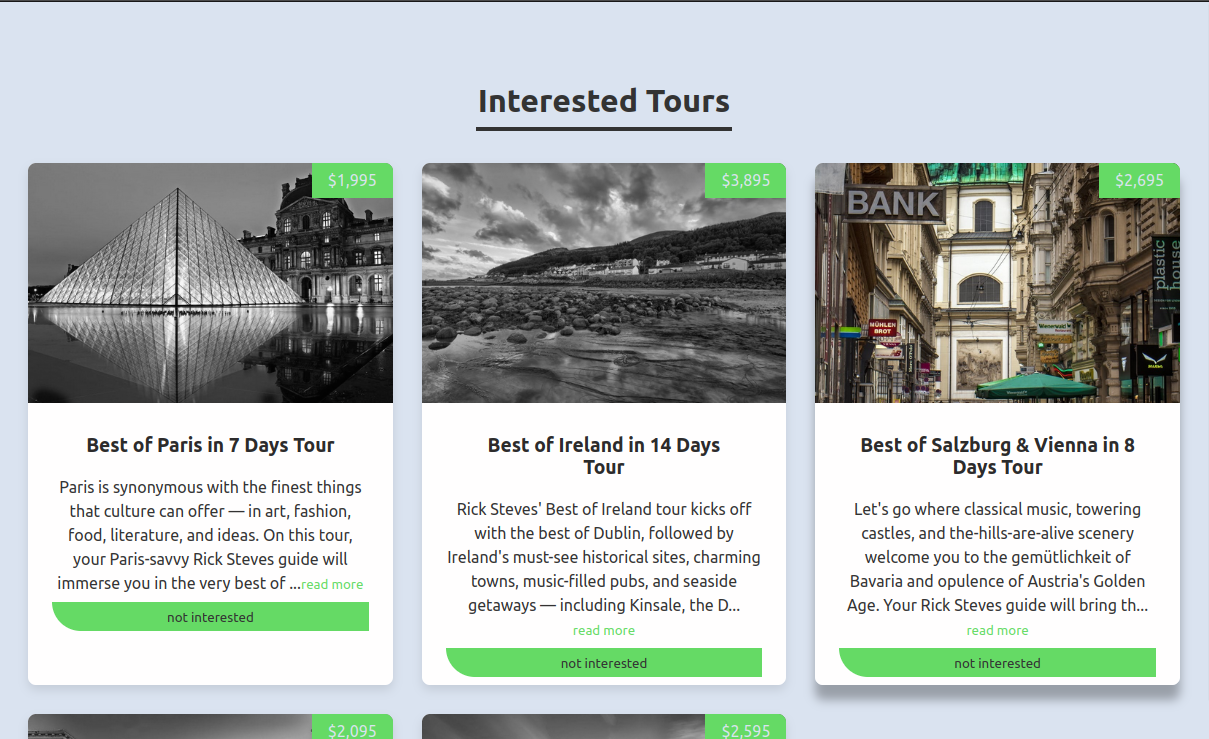 Interested Tours
$1,995
Best of Paris in 7 Days Tour
Paris is synonymous with the finest things
that culture can offer — in art, fashion,
food, literature, and ideas. On this tour,
your Paris-savvy Rick Steves guide will
immerse you in the very best of ...read more
not interested
$3,895
Best of Ireland in 14 Days
Tour
Rick Steves' Best of Ireland tour kicks off
with the best of Dublin, followed by
Ireland's must-see historical sites, charming
towns, music-filled pubs, and seaside
getaways — including Kinsale, the D...
read more
not interested
$2,695
BANK
plastic
house
MÜHLEN
BROT
Wienerwald
Best of Salzburg & Vienna in 8
Days Tour
Let's go where classical music, towering
castles, and the-hills-are-alive scenery
welcome you to the gemütlichkeit of
Bavaria and opulence of Austria's Golden
Age. Your Rick Steves guide will bring th...
read more
not interested
$2,095
$2,595